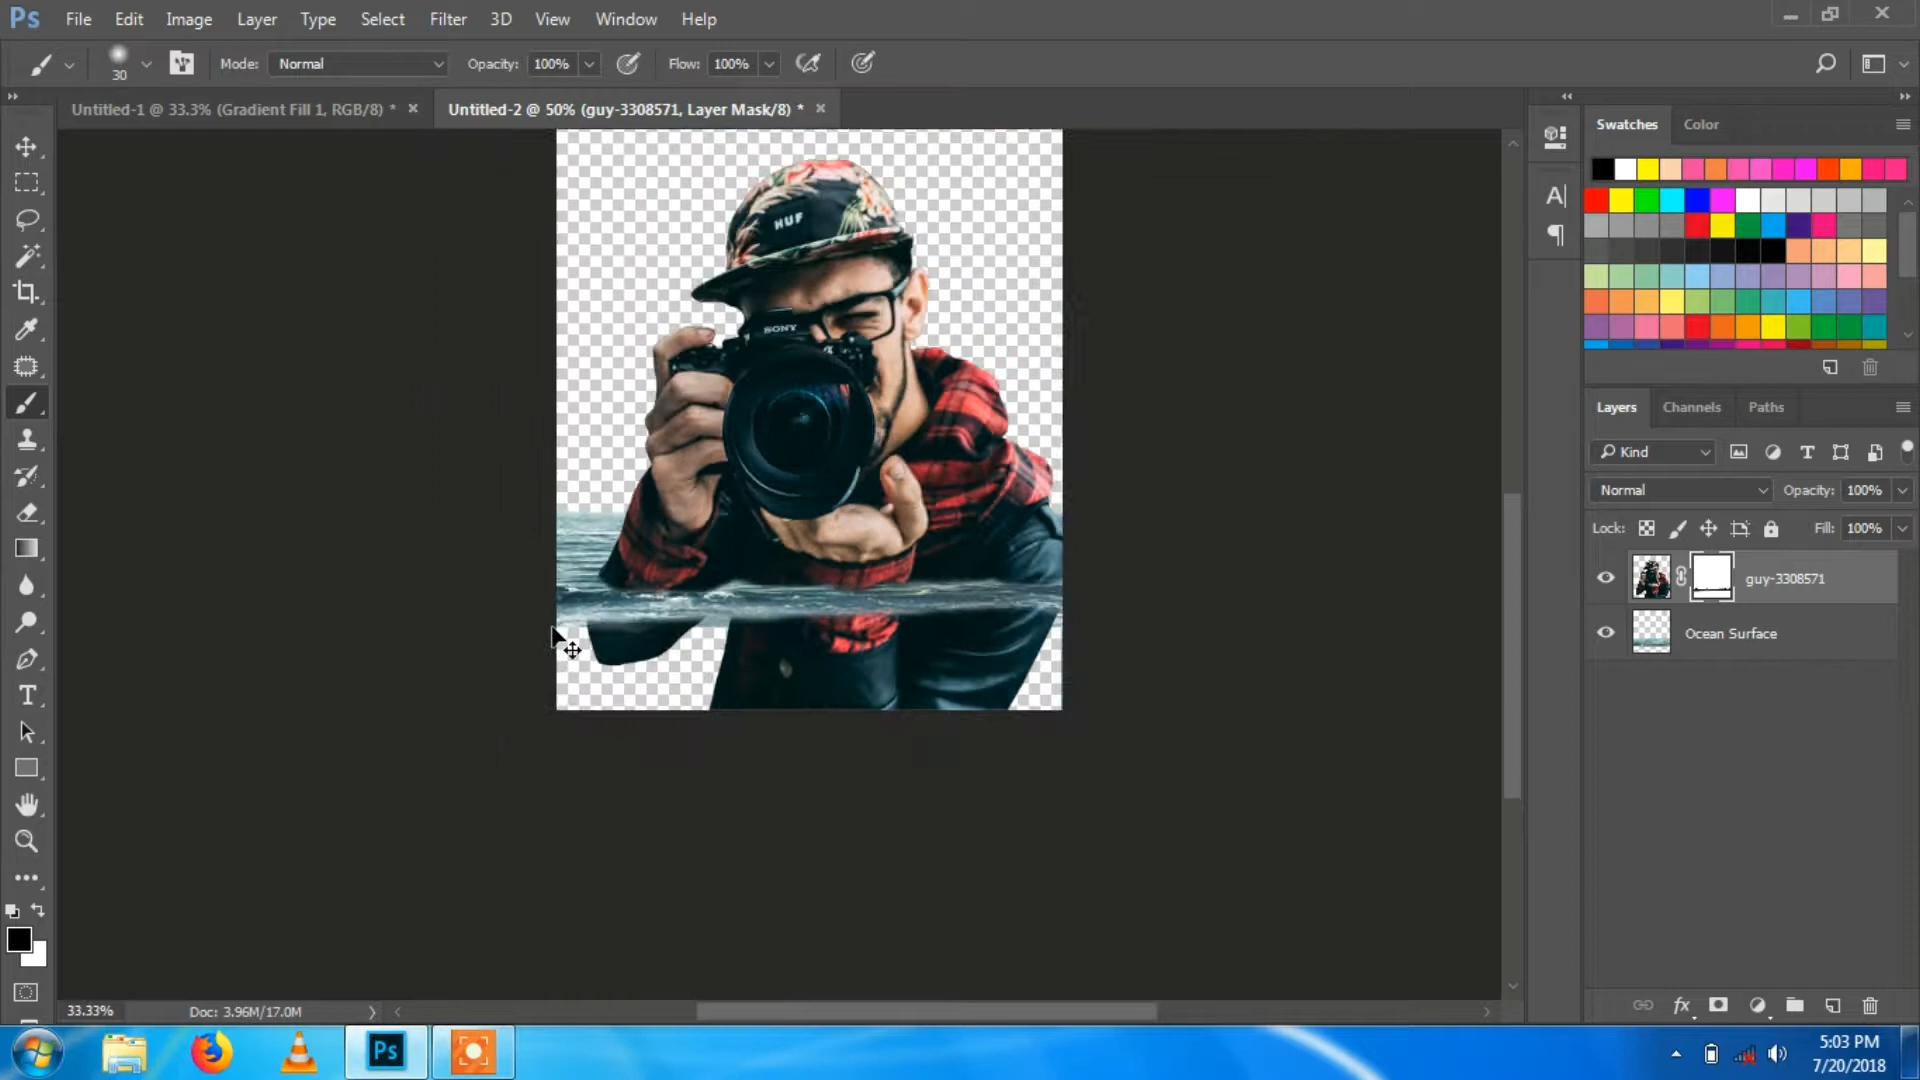 Ps File Edit Image Layer Type Select Filter 3D View Window Help
30 Mode: Normal Opacity: 100% Flow: 100%
Untitled-1 @ 33.3% (Gradient Fill 1, RGB/8) * × Untitled-2 @ 50% (guy-3308571, Layer Mask/8) * ×
Swatches Color
HUF
SONY
α
Layers Channels Paths
Kind
Normal Opacity: 100%
Lock: Fill: 100%
guy-3308571
Ocean Surface
33.33% Doc: 3.96M/17.0M
fx
Ps
5:03 PM
7/20/2018